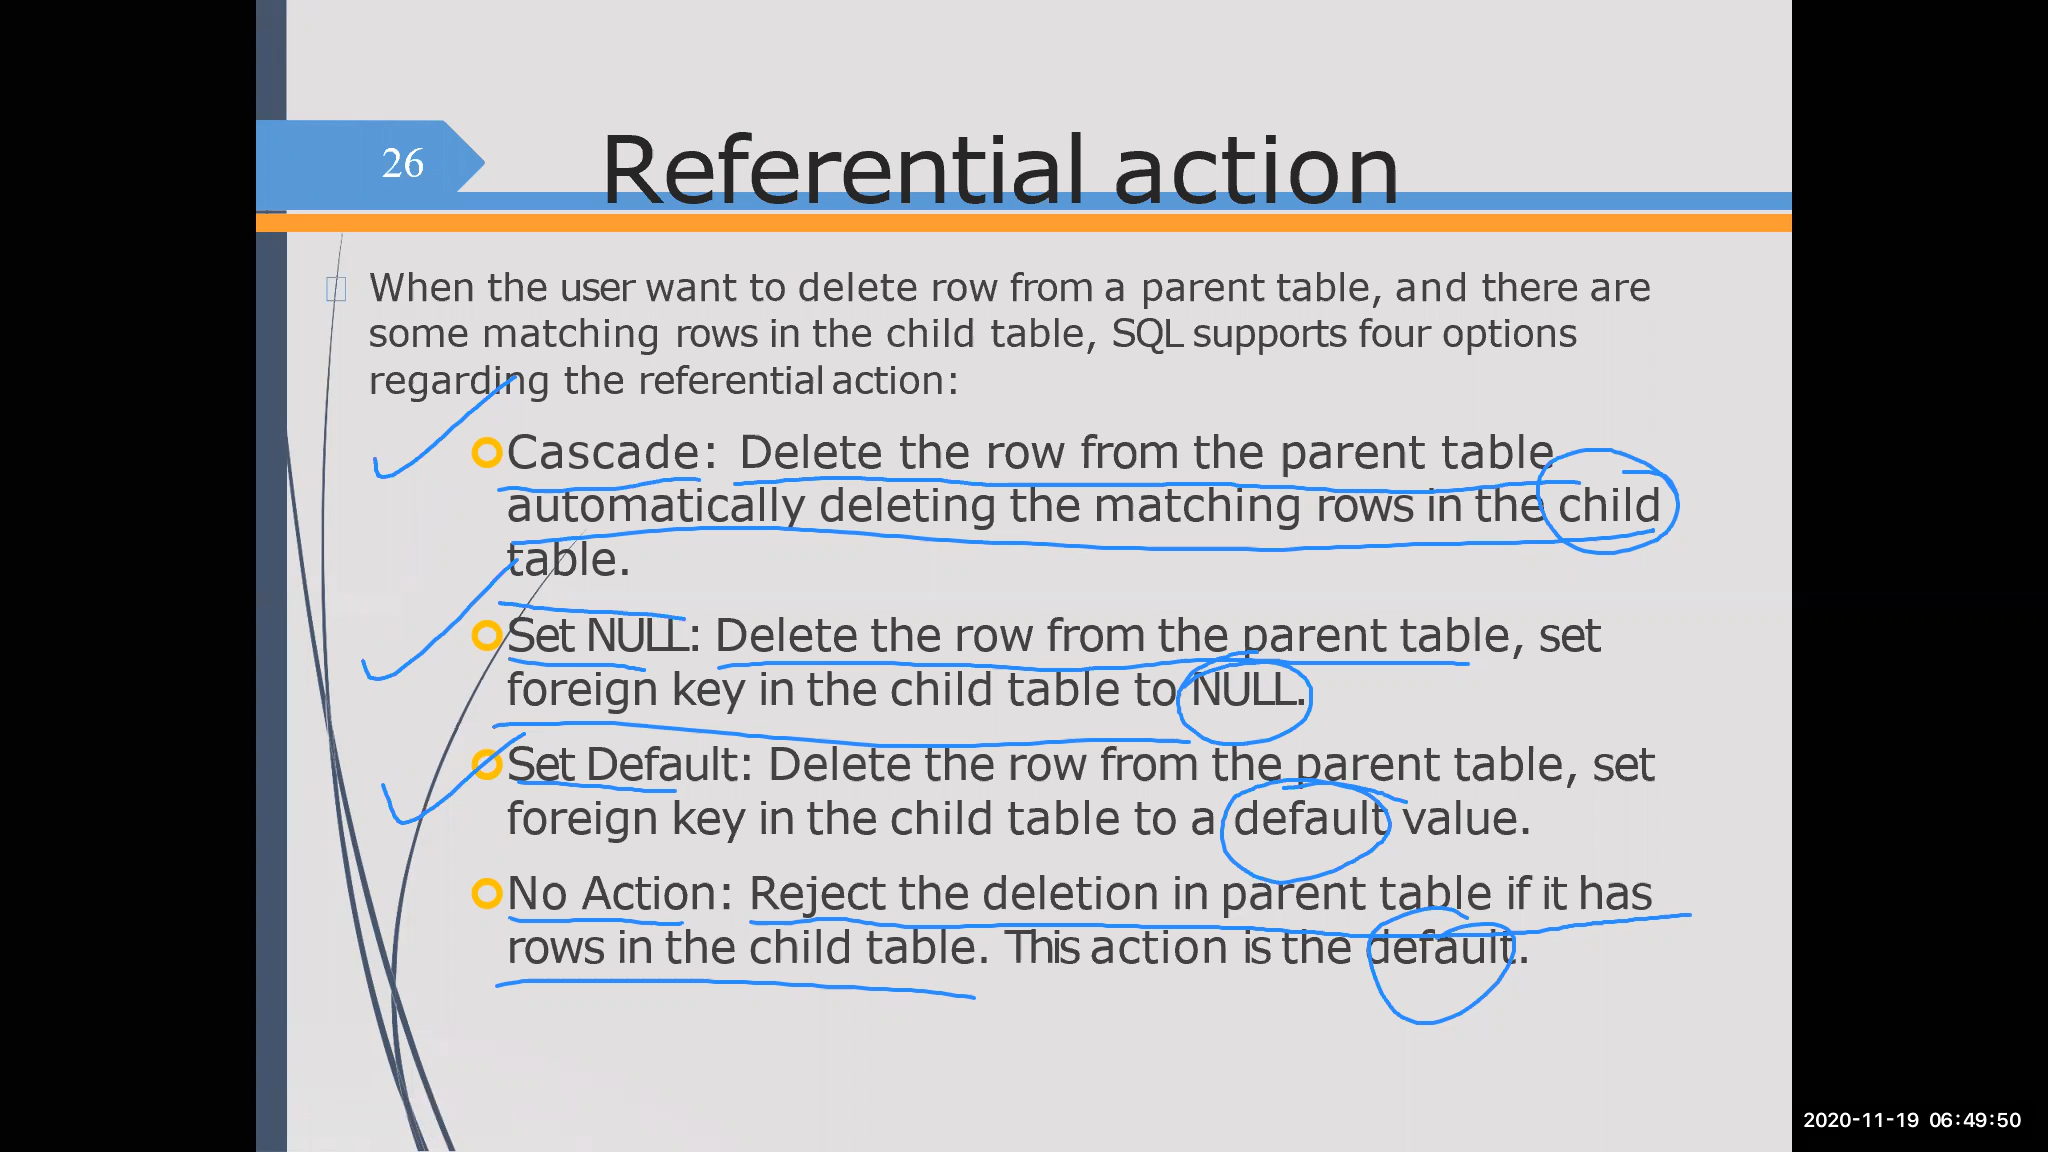 26
Referential action
When the user want to delete row from a parent table, and there are
some matching rows in the child table, SQL supports four options
regarding the referential action:
Cascade: Delete the row from the parent table
automatically deleting the matching rows in the child
table.
Set NULL: Delete the row from the parent table, set
foreign key in the child table to NULL.
Set Default: Delete the row from the parent table, set
foreign key in the child table to a default value.
No Action: Reject the deletion in parent table if it has
rows in the child table. This action is the default.
2020-11-19 06:49:50